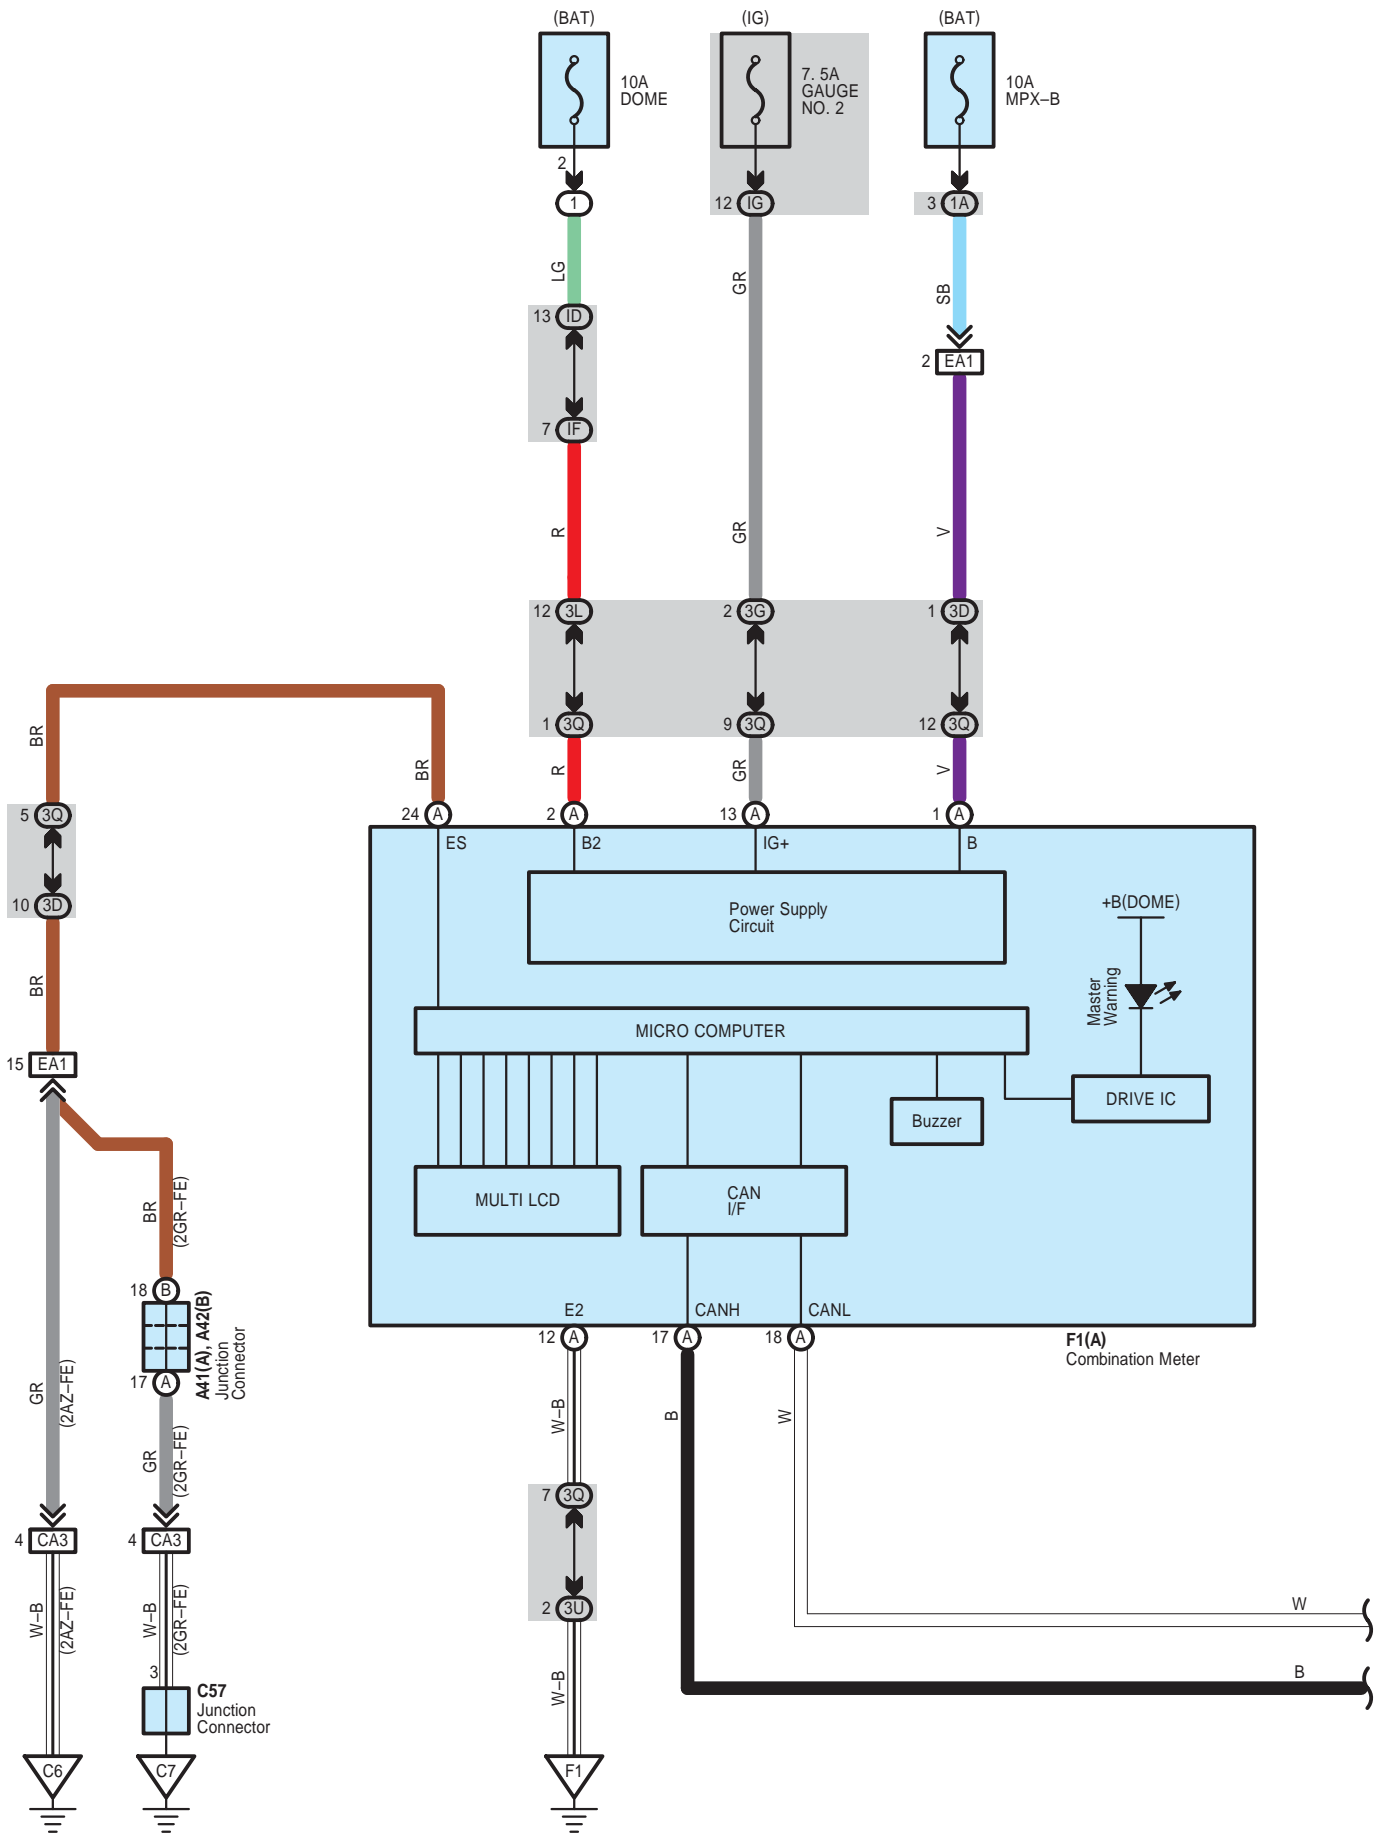 (BAT)
(IG)
(BAT)
10A
DOME
7. 5A
GAUGE
NO. 2
10A
MPX–B
2
1
12 IG
3 1A
LG
GR
SB
13 ID
2 EA1
7 IF
R
GR
V
12 3L
2 3G
1 3D
1 3Q
9 3Q
12 3Q
BR
BR
R
GR
V
5 3Q
24 A
2 A
13 A
1 A
ES
B2
IG+
B
10 3D
Power Supply
Circuit
+B(DOME)
BR
Master
Warning
MICRO COMPUTER
15 EA1
DRIVE IC
Buzzer
MULTI LCD
CAN
I/F
BR
(2GR–FE)
18 B
A41(A), A42(B)
Junction
Connector
17 A
E2
CANH
CANL
12 A
17 A
18 A
F1(A)
Combination Meter
GR
(2AZ–FE)
GR
(2GR–FE)
W–B
B
W
7 3Q
4 CA3
4 CA3
W–B
(2AZ–FE)
W–B
(2GR–FE)
2 3U
W
B
3
C57
Junction
Connector
W–B
C6
C7
F1